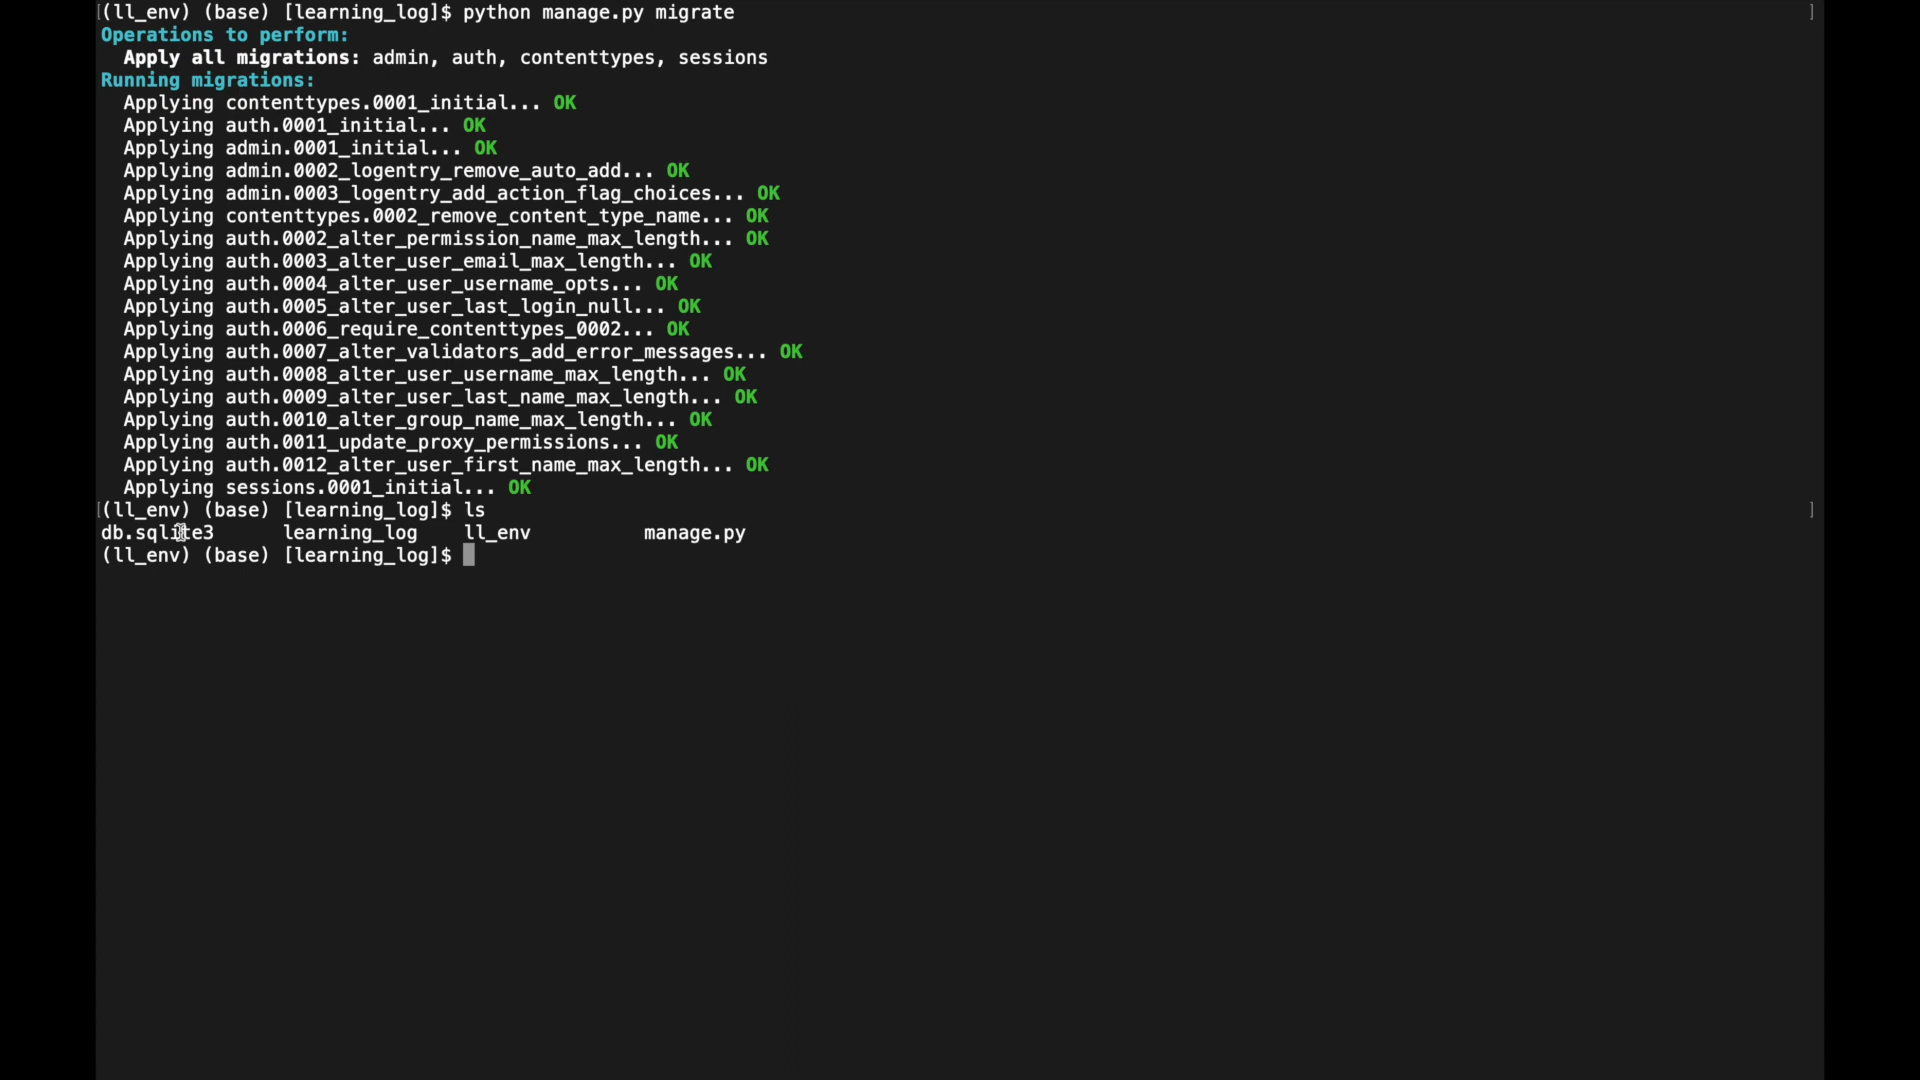 [(ll_env) (base) [learning_log]$ python manage.py migrate ]
Operations to perform:
  Apply all migrations: admin, auth, contenttypes, sessions
Running migrations:
  Applying contenttypes.0001_initial... OK
  Applying auth.0001_initial... OK
  Applying admin.0001_initial... OK
  Applying admin.0002_logentry_remove_auto_add... OK
  Applying admin.0003_logentry_add_action_flag_choices... OK
  Applying contenttypes.0002_remove_content_type_name... OK
  Applying auth.0002_alter_permission_name_max_length... OK
  Applying auth.0003_alter_user_email_max_length... OK
  Applying auth.0004_alter_user_username_opts... OK
  Applying auth.0005_alter_user_last_login_null... OK
  Applying auth.0006_require_contenttypes_0002... OK
  Applying auth.0007_alter_validators_add_error_messages... OK
  Applying auth.0008_alter_user_username_max_length... OK
  Applying auth.0009_alter_user_last_name_max_length... OK
  Applying auth.0010_alter_group_name_max_length... OK
  Applying auth.0011_update_proxy_permissions... OK
  Applying auth.0012_alter_user_first_name_max_length... OK
  Applying sessions.0001_initial... OK
[(ll_env) (base) [learning_log]$ ls ]
db.sqlite3      learning_log    ll_env          manage.py
(ll_env) (base) [learning_log]$